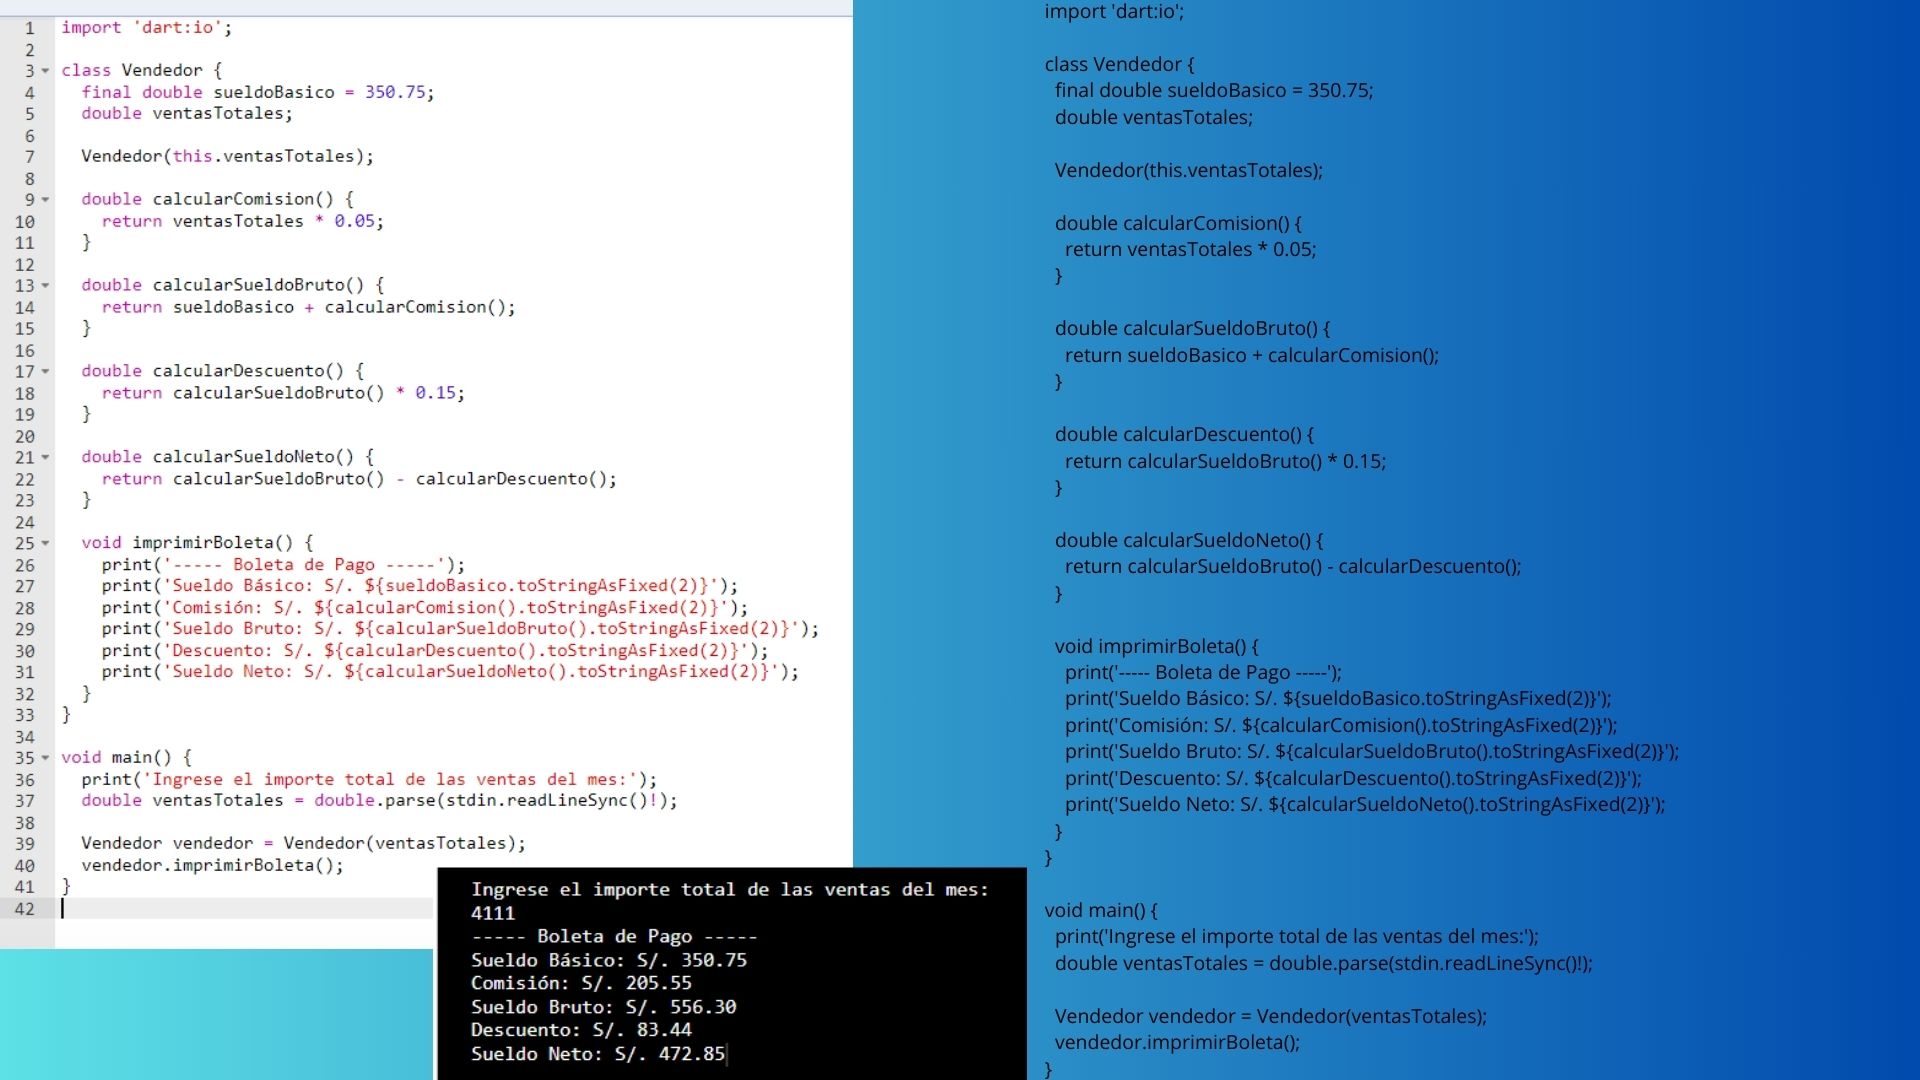 1 import 'dart:io';
2
3 class Vendedor {
4 final double sueldoBasico = 350.75;
5 double ventasTotales;
6
7 Vendedor(this.ventasTotales);
8
9 double calcularComision() {
10 return ventasTotales * 0.05;
11 }
12
13 double calcularSueldoBruto() {
14 return sueldoBasico + calcularComision();
15 }
16
17 double calcularDescuento() {
18 return calcularSueldoBruto() * 0.15;
19 }
20
21 double calcularSueldoNeto() {
22 return calcularSueldoBruto() - calcularDescuento();
23 }
24
25 void imprimirBoleta() {
26 print('----- Boleta de Pago -----');
27 print('Sueldo Básico: S/. ${sueldoBasico.toStringAsFixed(2)}');
28 print('Comisión: S/. ${calcularComision().toStringAsFixed(2)}');
29 print('Sueldo Bruto: S/. ${calcularSueldoBruto().toStringAsFixed(2)}');
30 print('Descuento: S/. ${calcularDescuento().toStringAsFixed(2)}');
31 print('Sueldo Neto: S/. ${calcularSueldoNeto().toStringAsFixed(2)}');
32 }
33 }
34
35 void main() {
36 print('Ingrese el importe total de las ventas del mes:');
37 double ventasTotales = double.parse(stdin.readLineSync()!);
38
39 Vendedor vendedor = Vendedor(ventasTotales);
40 vendedor.imprimirBoleta();
41 }
42
Ingrese el importe total de las ventas del mes:
4111
----- Boleta de Pago -----
Sueldo Básico: S/. 350.75
Comisión: S/. 205.55
Sueldo Bruto: S/. 556.30
Descuento: S/. 83.44
Sueldo Neto: S/. 472.85
import 'dart:io';
class Vendedor {
final double sueldoBasico = 350.75;
double ventasTotales;
Vendedor(this.ventasTotales);
double calcularComision() {
return ventasTotales * 0.05;
}
double calcularSueldoBruto() {
return sueldoBasico + calcularComision();
}
double calcularDescuento() {
return calcularSueldoBruto() * 0.15;
}
double calcularSueldoNeto() {
return calcularSueldoBruto() - calcularDescuento();
}
void imprimirBoleta() {
print('----- Boleta de Pago -----');
print('Sueldo Básico: S/. ${sueldoBasico.toStringAsFixed(2)}');
print('Comisión: S/. ${calcularComision().toStringAsFixed(2)}');
print('Sueldo Bruto: S/. ${calcularSueldoBruto().toStringAsFixed(2)}');
print('Descuento: S/. ${calcularDescuento().toStringAsFixed(2)}');
print('Sueldo Neto: S/. ${calcularSueldoNeto().toStringAsFixed(2)}');
}
}
void main() {
print('Ingrese el importe total de las ventas del mes:');
double ventasTotales = double.parse(stdin.readLineSync()!);
Vendedor vendedor = Vendedor(ventasTotales);
vendedor.imprimirBoleta();
}